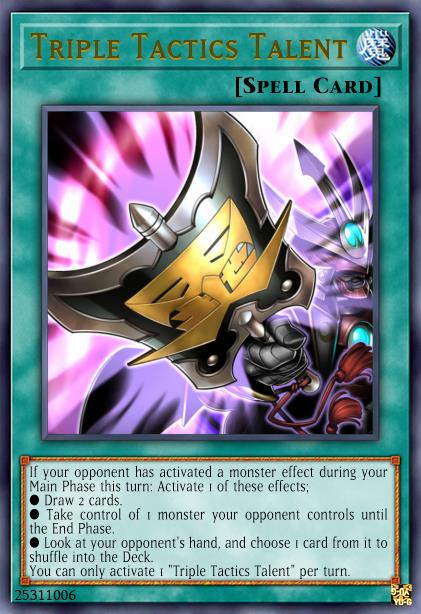 TRIPLE TACTICS TALENT
魔
[SPELL CARD]
If your opponent has activated a monster effect during your
Main Phase this turn: Activate 1 of these effects;
● Draw 2 cards.
● Take control of 1 monster your opponent controls until
the End Phase.
● Look at your opponent's hand, and choose 1 card from it to
shuffle into the Deck.
You can only activate 1 "Triple Tactics Talent" per turn.
25311006